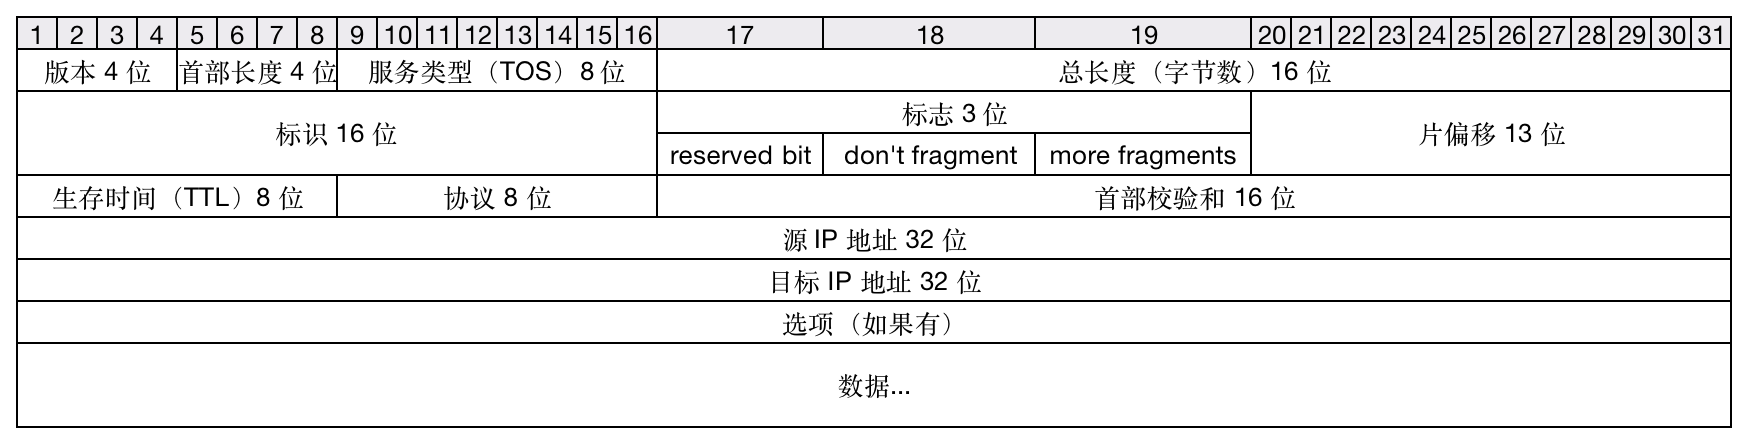 1 2 3 4 5 6 7 8 9 10 11 12 13 14 15 16 17 18 19 20 21 22 23 24 25 26 27 28 29 30 31
版本 4 位 首部长度 4 位 服务类型（TOS）8 位 总长度（字节数）16 位
标识 16 位 标志 3 位 片偏移 13 位
reserved bit don't fragment more fragments
生存时间（TTL）8 位 协议 8 位 首部校验和 16 位
源 IP 地址 32 位
目标 IP 地址 32 位
选项（如果有）
数据...